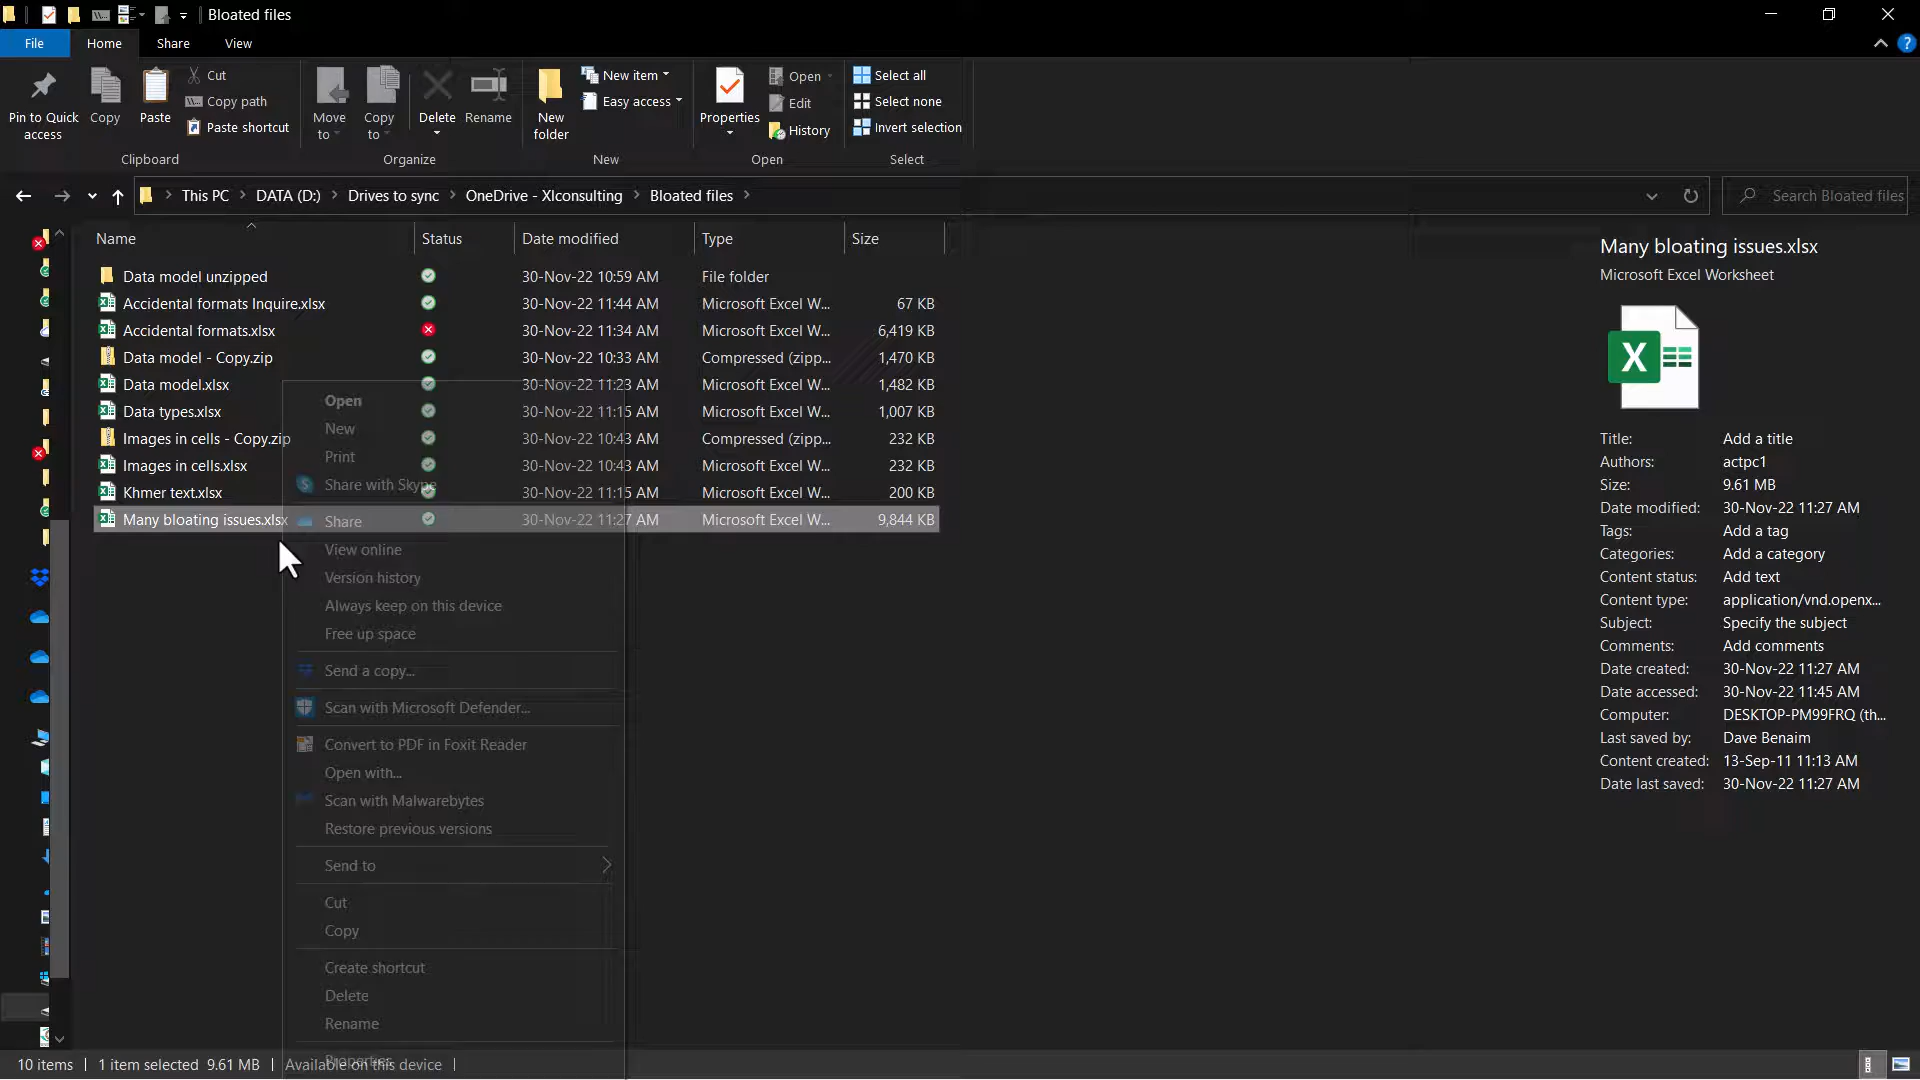 Bloated files
File Home Share View
Pin to Quick access
Copy
Paste
Cut
Copy path
Paste shortcut
Clipboard
Move to
Copy to
Delete
Rename
Organize
New folder
New item
Easy access
New
Properties
Open
Edit
History
Open
Select all
Select none
Invert selection
Select
This PC > DATA (D:) > Drives to sync > OneDrive - Xlconsulting > Bloated files >
Search Bloated files
Name Status Date modified Type Size
Data model unzipped 30-Nov-22 10:59 AM File folder
Accidental formats Inquire.xlsx 30-Nov-22 11:44 AM Microsoft Excel W... 67 KB
Accidental formats.xlsx 30-Nov-22 11:34 AM Microsoft Excel W... 6,419 KB
Data model - Copy.zip 30-Nov-22 10:33 AM Compressed (zipp... 1,470 KB
Data model.xlsx 30-Nov-22 11:23 AM Microsoft Excel W... 1,482 KB
Data types.xlsx 30-Nov-22 11:15 AM Microsoft Excel W... 1,007 KB
Images in cells - Copy.zip 30-Nov-22 10:43 AM Compressed (zipp... 232 KB
Images in cells.xlsx 30-Nov-22 10:43 AM Microsoft Excel W... 232 KB
Khmer text.xlsx 30-Nov-22 11:15 AM Microsoft Excel W... 200 KB
Many bloating issues.xlsx 30-Nov-22 11:27 AM Microsoft Excel W... 9,844 KB
Open
New
Print
Share with Skype
Share
View online
Version history
Always keep on this device
Free up space
Send a copy...
Scan with Microsoft Defender...
Convert to PDF in Foxit Reader
Open with...
Scan with Malwarebytes
Restore previous versions
Send to
Cut
Copy
Create shortcut
Delete
Rename
Properties
Many bloating issues.xlsx
Microsoft Excel Worksheet
Title: Add a title
Authors: actpc1
Size: 9.61 MB
Date modified: 30-Nov-22 11:27 AM
Tags: Add a tag
Categories: Add a category
Content status: Add text
Content type: application/vnd.openx...
Subject: Specify the subject
Comments: Add comments
Date created: 30-Nov-22 11:27 AM
Date accessed: 30-Nov-22 11:45 AM
Computer: DESKTOP-PM99FRQ (th...
Last saved by: Dave Benaim
Content created: 13-Sep-11 11:13 AM
Date last saved: 30-Nov-22 11:27 AM
10 items 1 item selected 9.61 MB Available on this device